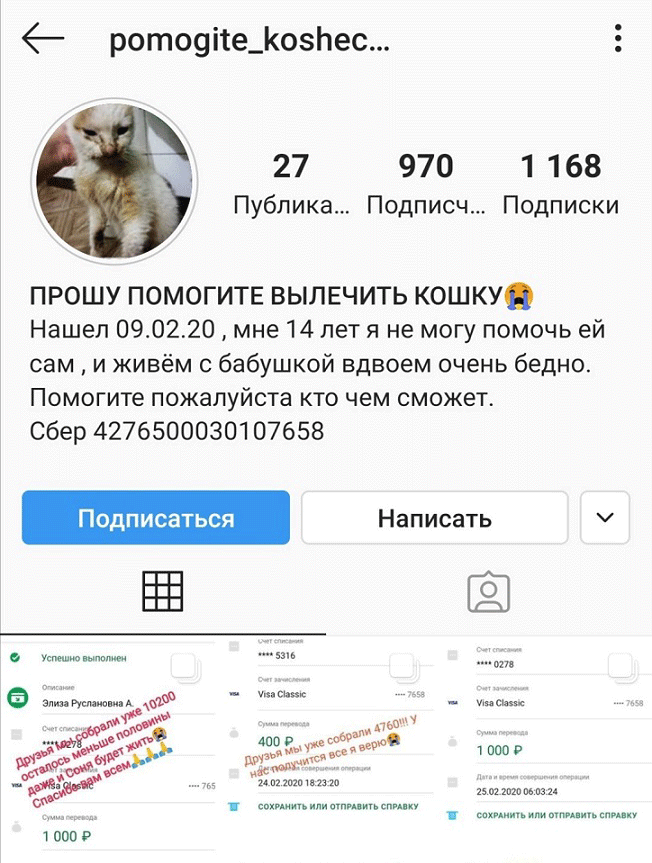 pomogite_koshec...
27
970
1 168
Публика...
Подписч...
Подписки
ПРОШУ ПОМОГИТЕ ВЫЛЕЧИТЬ КОШКУ😭
Нашел 09.02.20 , мне 14 лет я не могу помочь ей
сам , и живём с бабушкой вдвоем очень бедно.
Помогите пожалуйста кто чем сможет.
Сбер 4276500030107658
Подписаться
Написать
Успешно выполнен
Описание
Элиза Руслановна А.
Счет списания
**** 0278
VISA
Visa Classic
---- 765
Сумма перевода
1 000 ₽
Друзья мы собрали уже 10200
осталось меньше половины
даже и Соня будет жить😭
Спасибо вам всем🙏🙏🙏
Счет списания
**** 5316
Счет зачисления
VISA
Visa Classic
---- 7658
Сумма перевода
400 ₽
Друзья мы уже собрали 4760!!! У
нас получится все я верю😭
Дата и время совершения операции
24.02.2020 18:23:20
СОХРАНИТЬ ИЛИ ОТПРАВИТЬ СПРАВКУ
Счет списания
**** 0278
Счет зачисления
VISA
Visa Classic
---- 7658
Сумма перевода
1 000 ₽
Дата и время совершения операции
25.02.2020 06:03:24
СОХРАНИТЬ ИЛИ ОТПРАВИТЬ СПРАВКУ